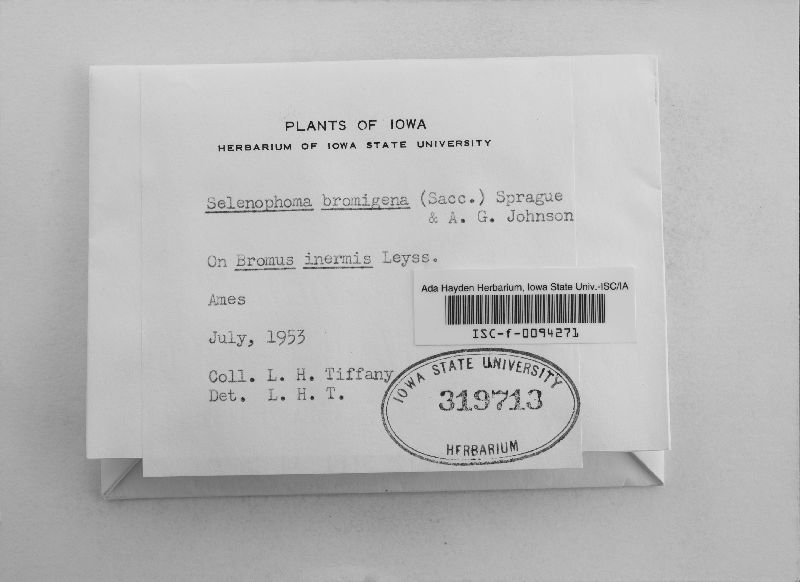 PLANTS OF IOWA
HERBARIUM OF IOWA STATE UNIVERSITY
Selenophoma bromigena (Sacc.) Sprague
& A. G. Johnson
On Bromus inermis Leyss.
Ames
July, 1953
Coll. L. H. Tiffany
Det. L. H. T.
Ada Hayden Herbarium, Iowa State Univ.-ISC/IA
ISC-f-0094271
IOWA STATE UNIVERSITY
319713
HERBARIUM